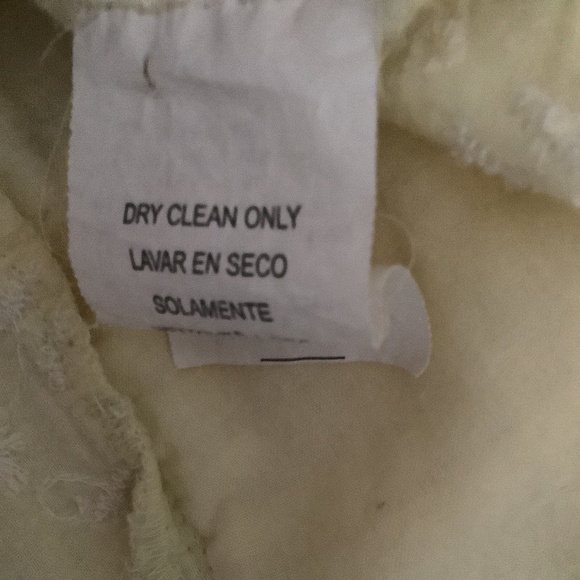 DRY CLEAN ONLY
LAVAR EN SECO
SOLAMENTE